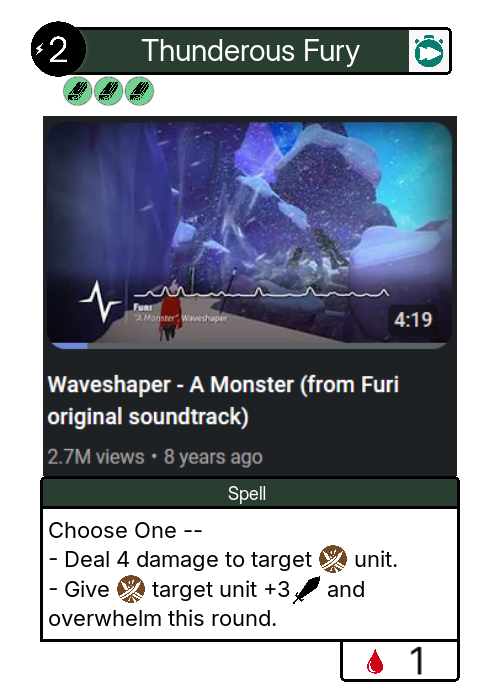 2
Thunderous Fury
FURI
"A Monster", Waveshaper
4:19
Waveshaper - A Monster (from Furi
original soundtrack)
2.7M views • 8 years ago
Spell
Choose One --
- Deal 4 damage to target unit.
- Give target unit +3 and
overwhelm this round.
1